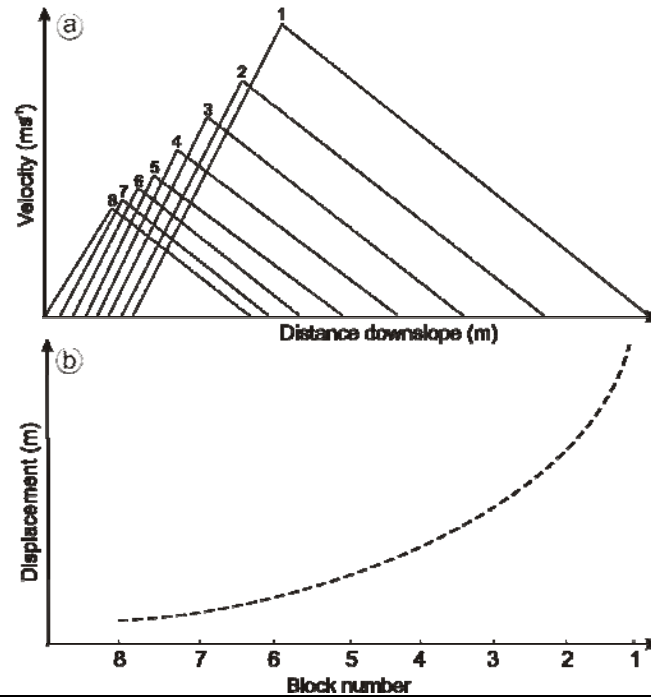 a
1
2
3
4
5
6
7
8
Velocity (ms⁻¹)
Distance downslope (m)
b
Displacement (m)
8 7 6 5 4 3 2 1
Block number